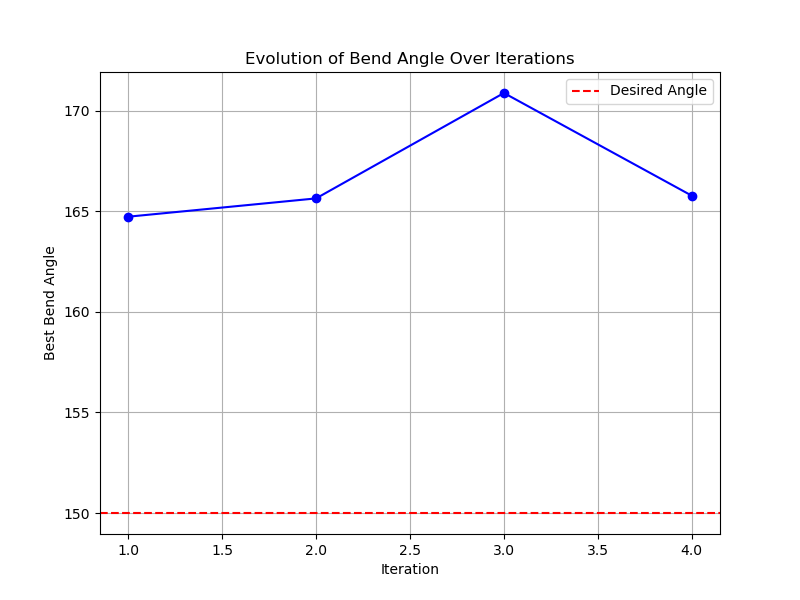 Evolution of Bend Angle Over Iterations
Desired Angle
170
165
160
155
150
Best Bend Angle
1.0 1.5 2.0 2.5 3.0 3.5 4.0
Iteration